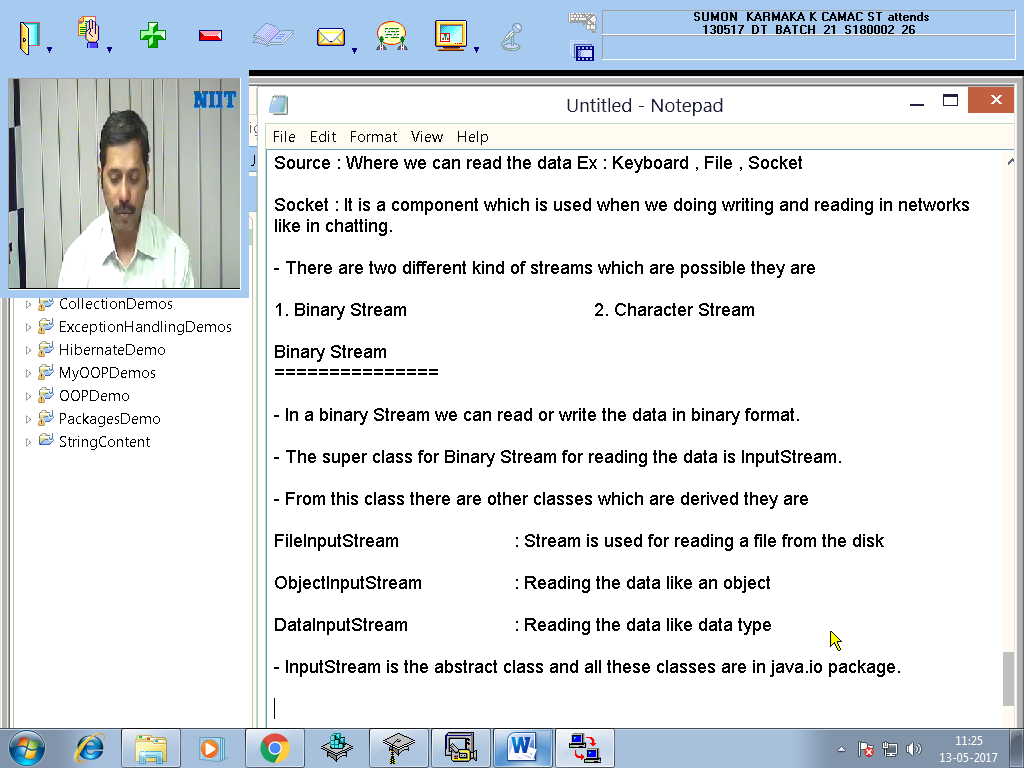 SUMON KARMAKA K CAMAC ST attends
130517 DT BATCH 21 S180002 26
NIIT
Untitled - Notepad
File Edit Format View Help
Source : Where we can read the data Ex : Keyboard , File , Socket
Socket : It is a component which is used when we doing writing and reading in networks
like in chatting.
- There are two different kind of streams which are possible they are
1. Binary Stream 2. Character Stream
Binary Stream
===============
- In a binary Stream we can read or write the data in binary format.
- The super class for Binary Stream for reading the data is InputStream.
- From this class there are other classes which are derived they are
FileInputStream : Stream is used for reading a file from the disk
ObjectInputStream : Reading the data like an object
DataInputStream : Reading the data like data type
- InputStream is the abstract class and all these classes are in java.io package.
CollectionDemos
ExceptionHandlingDemos
HibernateDemo
MyOOPDemos
OOPDemo
PackagesDemo
StringContent
11:25
13-05-2017